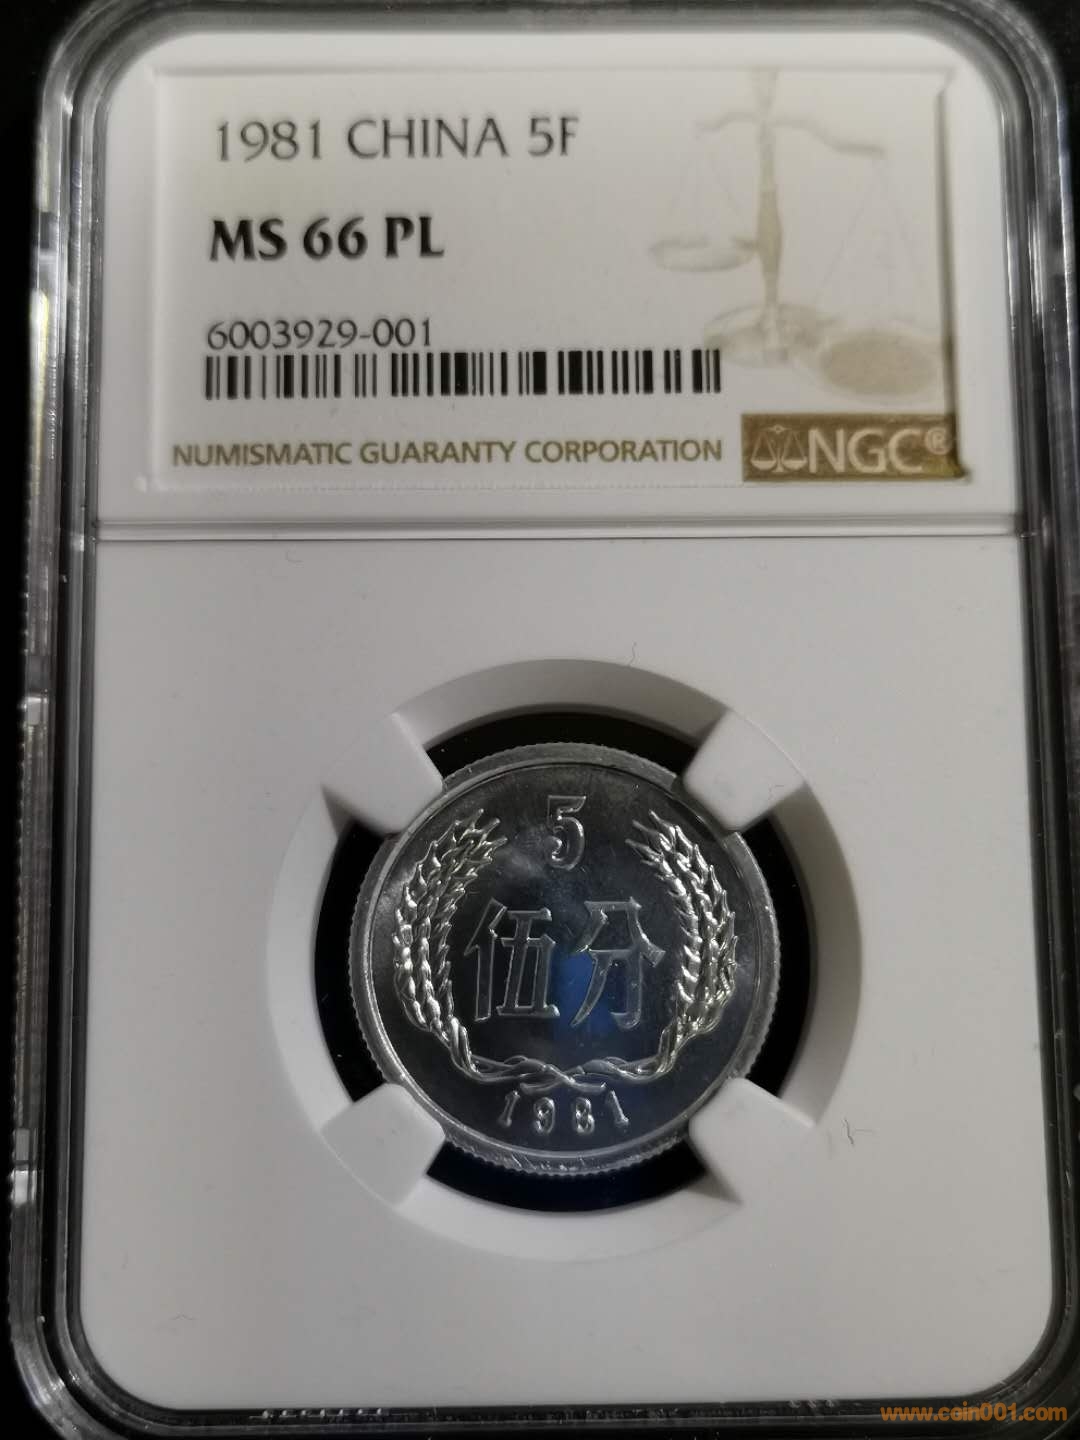 1981 CHINA 5F
MS 66 PL
6003929-001
NUMISMATIC GUARANTY CORPORATION
NGC®
5
伍分
1981
www.coin001.com